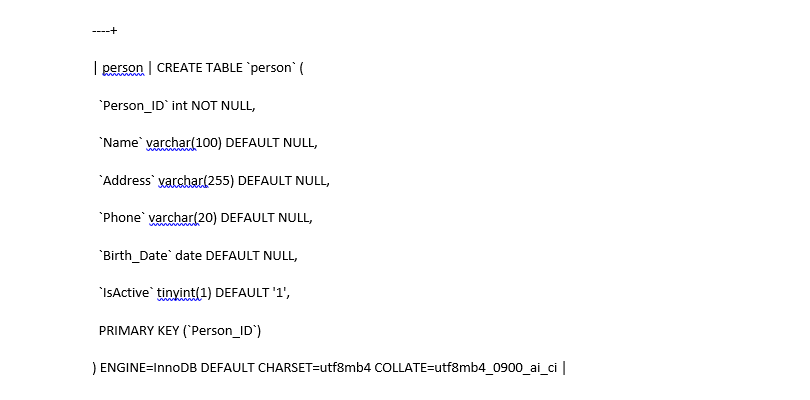 ----+
| person | CREATE TABLE `person` (
`Person_ID` int NOT NULL,
`Name` varchar(100) DEFAULT NULL,
`Address` varchar(255) DEFAULT NULL,
`Phone` varchar(20) DEFAULT NULL,
`Birth_Date` date DEFAULT NULL,
`IsActive` tinyint(1) DEFAULT '1',
PRIMARY KEY (`Person_ID`)
) ENGINE=InnoDB DEFAULT CHARSET=utf8mb4 COLLATE=utf8mb4_0900_ai_ci |